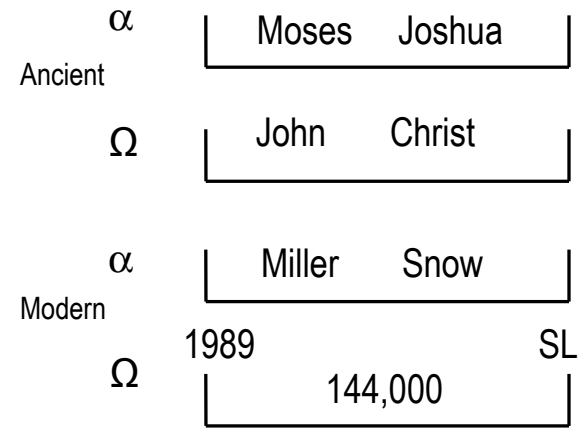 α Moses Joshua
Ancient
Ω John Christ
α Miller Snow
Modern
1989 SL
Ω 144,000